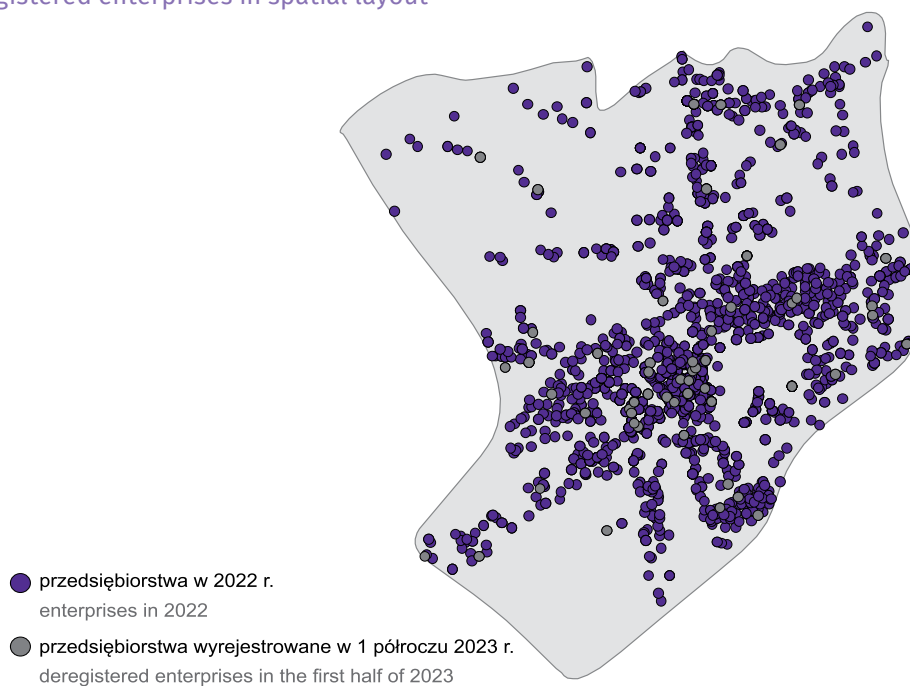 registered enterprises in spatial layout
przedsiębiorstwa w 2022 r.
enterprises in 2022
przedsiębiorstwa wyrejestrowane w 1 półroczu 2023 r.
deregistered enterprises in the first half of 2023